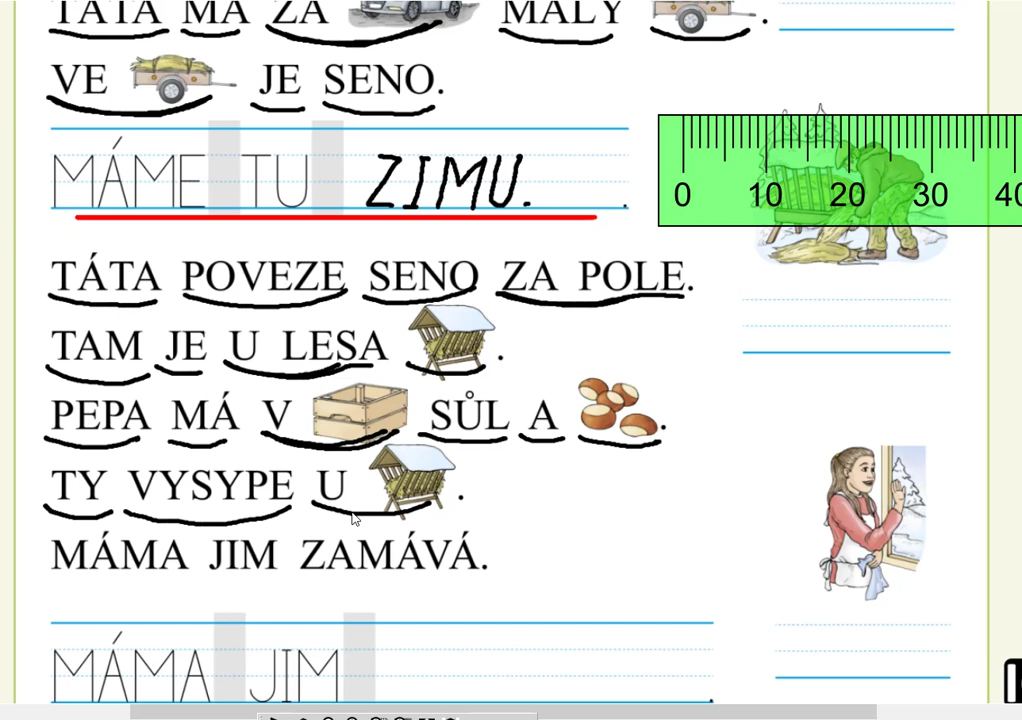 TÁTA MÁ ZA MALÝ .
VE JE SENO.
MÁME TU ZIMU. .
0 10 20 30 40
TÁTA POVEZE SENO ZA POLE.
TAM JE U LESA .
PEPA MÁ V SŮL A .
TY VYSYPE U .
MÁMA JIM ZAMÁVÁ.
MÁMA JIM .